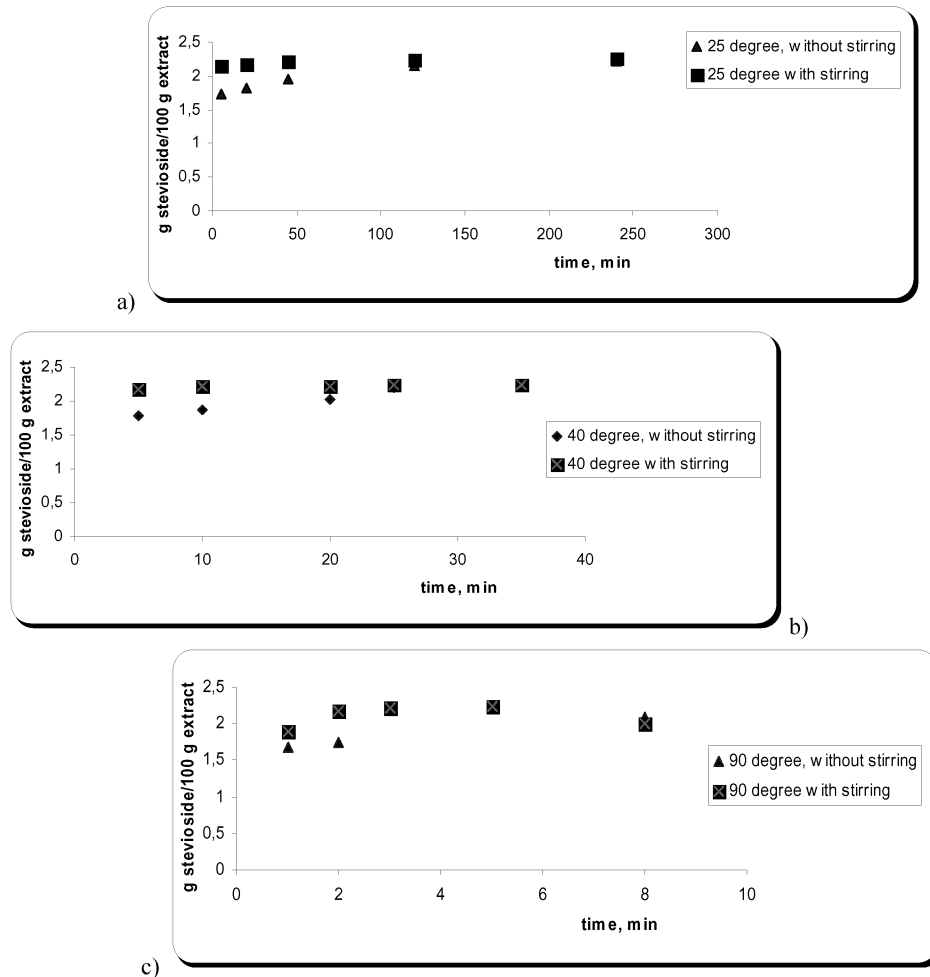 g stevioside/100 g extract
2,5
2
1,5
1
0,5
0
0 50 100 150 200 250 300
time, min
25 degree, without stirring
25 degree with stirring
a)
g stevioside/100 g extract
2,5
2
1,5
1
0,5
0
0 10 20 30 40
time, min
40 degree, without stirring
40 degree with stirring
b)
g stevioside/100 g extract
2,5
2
1,5
1
0,5
0
0 2 4 6 8 10
time, min
90 degree, without stirring
90 degree with stirring
c)